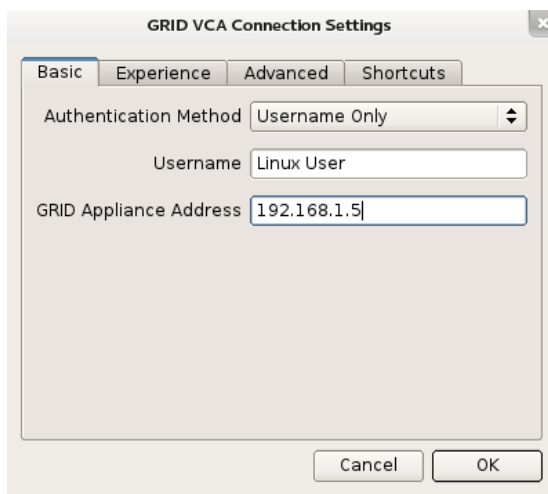 GRID VCA Connection Settings
Basic Experience Advanced Shortcuts
Authentication Method Username Only
Username Linux User
GRID Appliance Address 192.168.1.5
Cancel OK